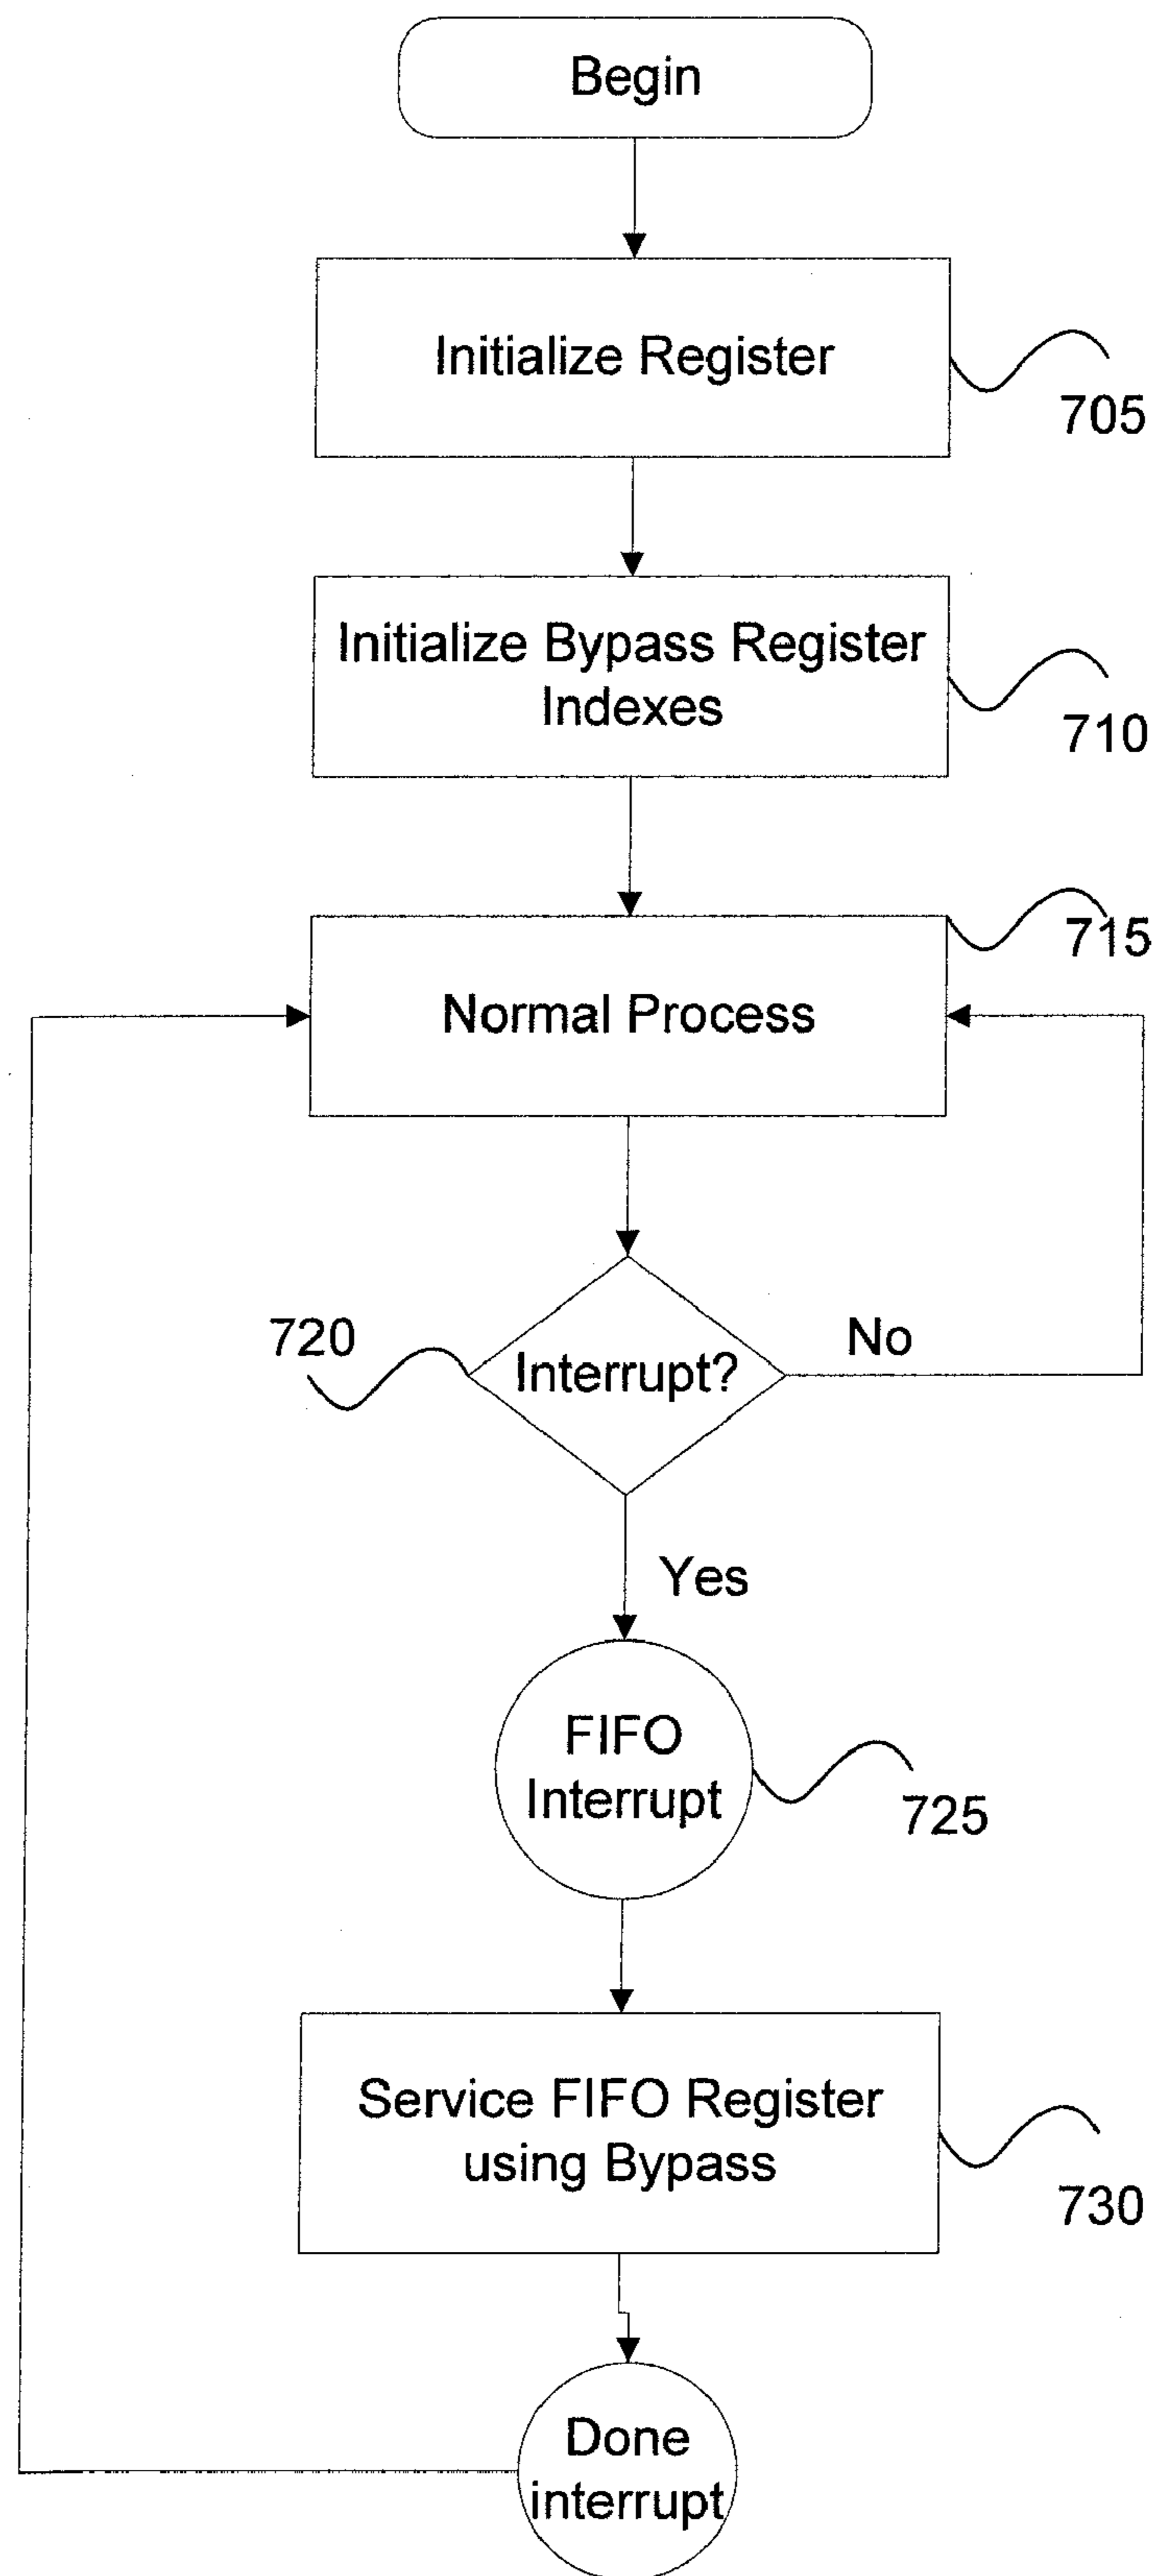 Begin
Initialize Register
705
Initialize Bypass Register
Indexes
710
715
Normal Process
720
No
Interrupt?
Yes
FIFO
Interrupt
725
Service FIFO Register
using Bypass
730
Done
interrupt